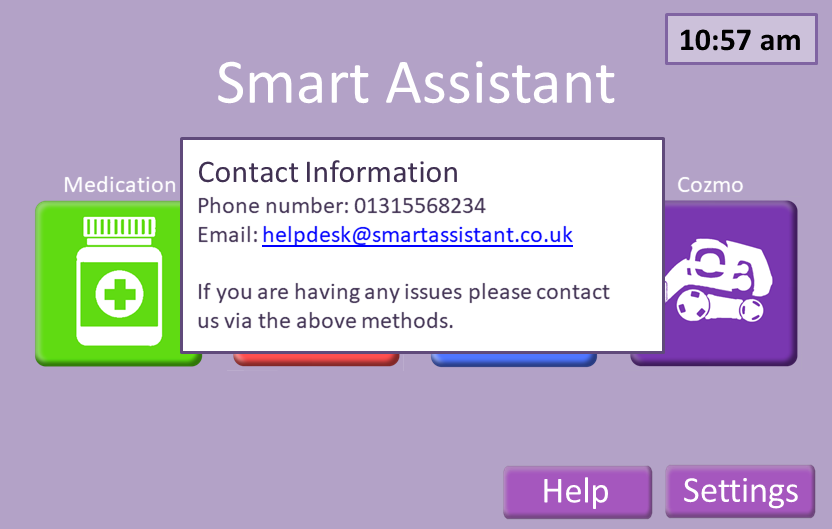 10:57 am
Smart Assistant
Medication
Cozmo
Contact Information
Phone number: 01315568234
Email: helpdesk@smartassistant.co.uk
If you are having any issues please contact
us via the above methods.
Help
Settings